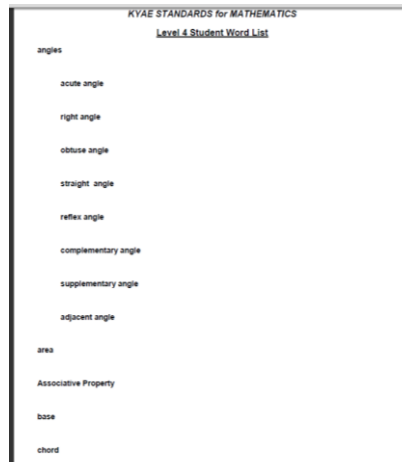 KYAE STANDARDS for MATHEMATICS
Level 4 Student Word List
angles
acute angle
right angle
obtuse angle
straight angle
reflex angle
complementary angle
supplementary angle
adjacent angle
area
Associative Property
base
chord